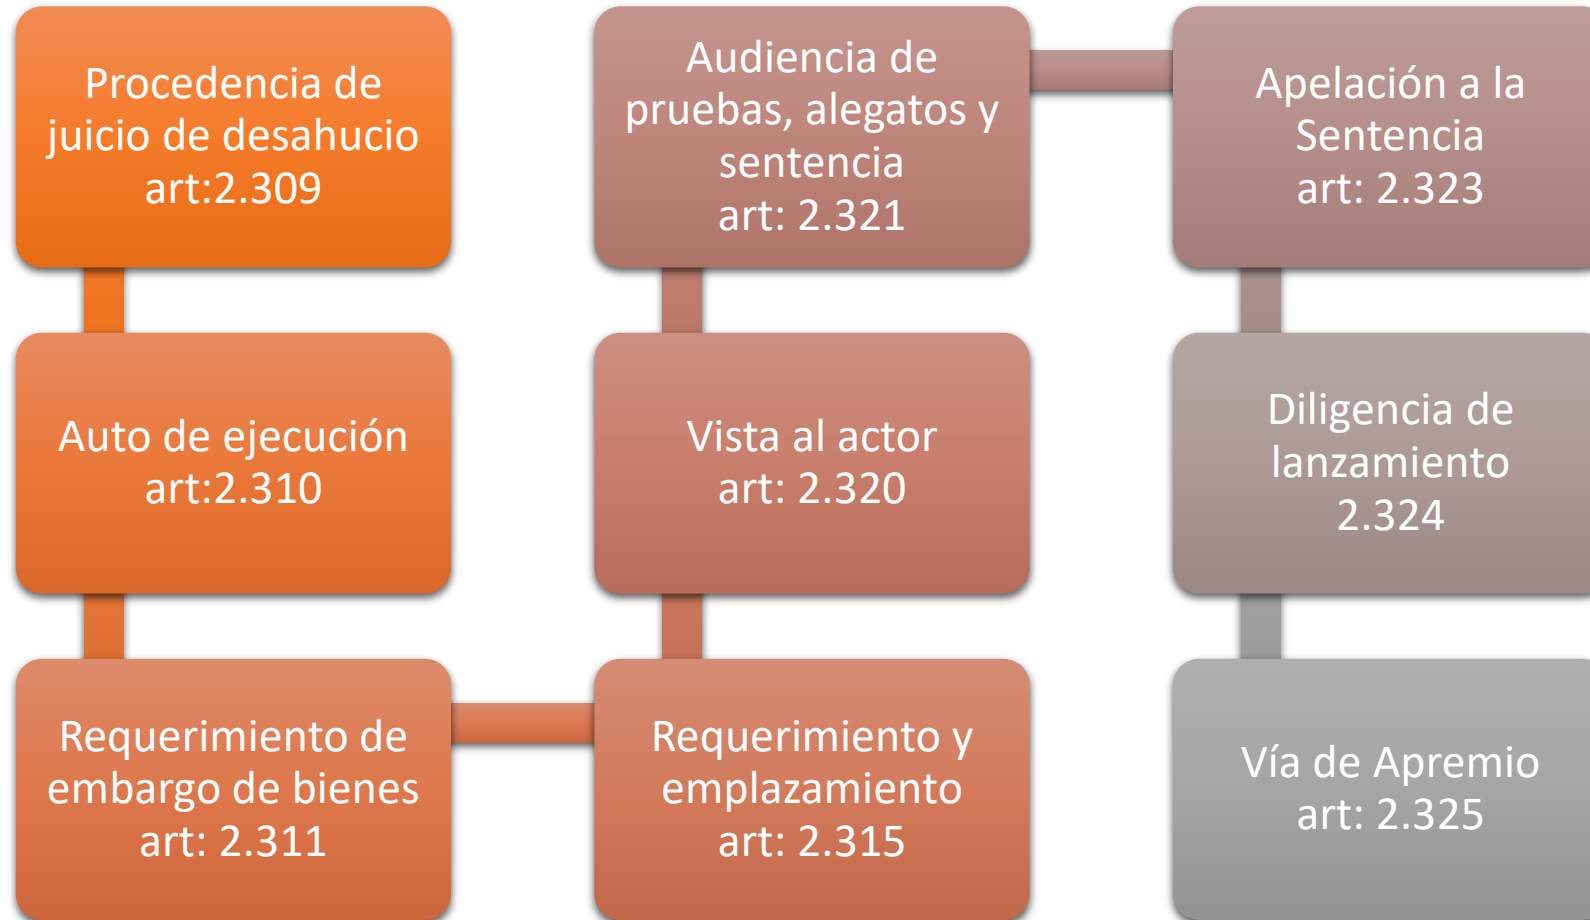 Procedencia de
juicio de desahucio
art:2.309
Auto de ejecución
art:2.310
Requerimiento de
embargo de bienes
art: 2.311
Requerimiento y
emplazamiento
art: 2.315
Vista al actor
art: 2.320
Audiencia de
pruebas, alegatos y
sentencia
art: 2.321
Apelación a la
Sentencia
art: 2.323
Diligencia de
lanzamiento
2.324
Vía de Apremio
art: 2.325